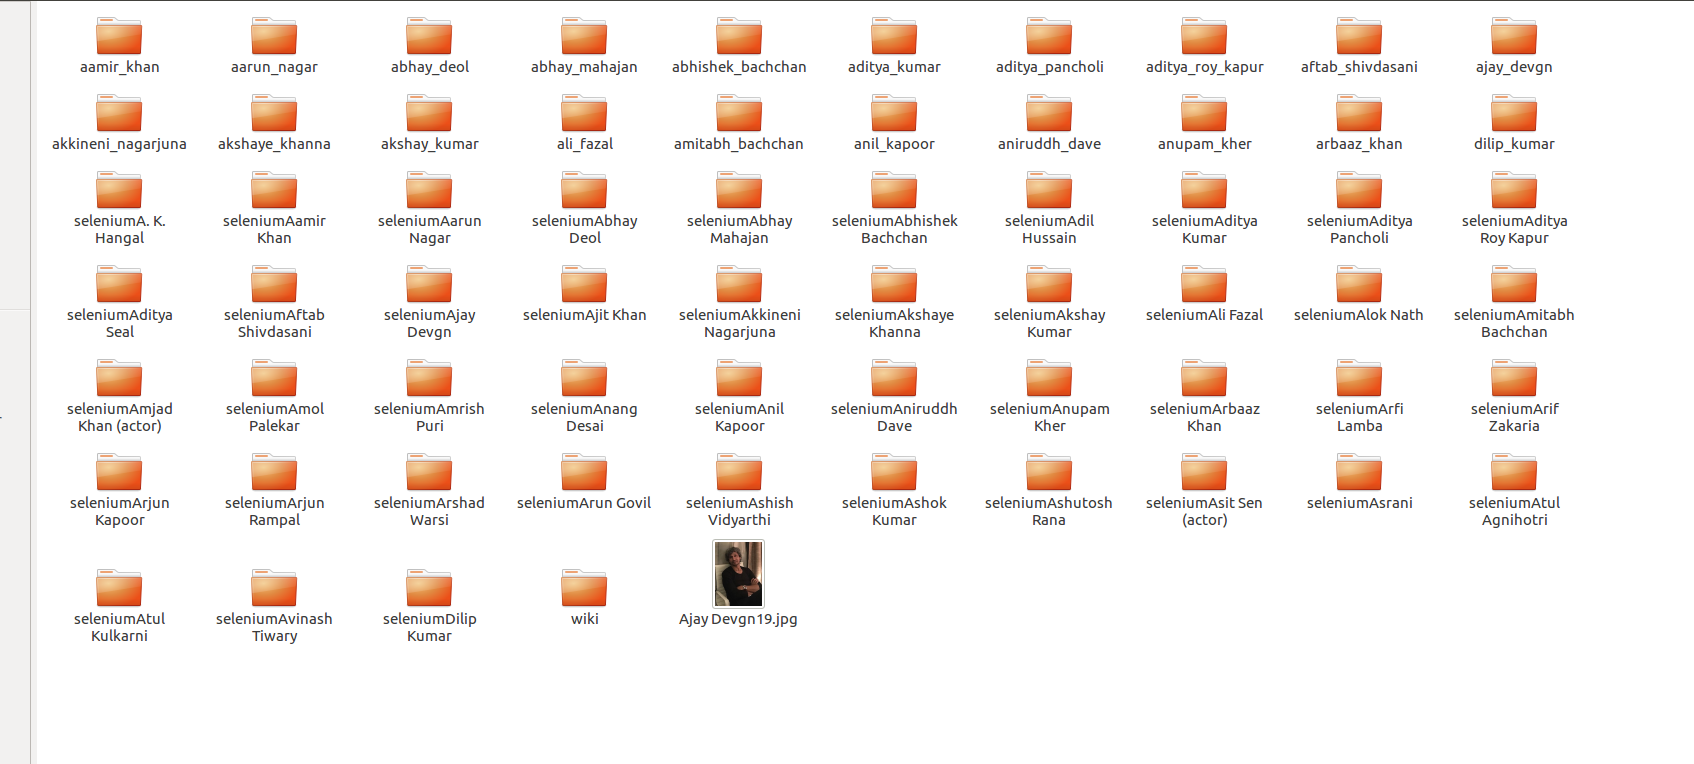 aamir_khan aarun_nagar abhay_deol abhay_mahajan abhishek_bachchan aditya_kumar aditya_pancholi aditya_roy_kapur aftab_shivdasani ajay_devgn
akkineni_nagarjuna akshaye_khanna akshay_kumar ali_fazal amitabh_bachchan anil_kapoor aniruddh_dave anupam_kher arbaaz_khan dilip_kumar
seleniumA. K. seleniumAamir seleniumAarun seleniumAbhay seleniumAbhay seleniumAbhishek seleniumAdil seleniumAditya seleniumAditya seleniumAditya
Hangal Khan Nagar Deol Mahajan Bachchan Hussain Kumar Pancholi Roy Kapur
seleniumAditya seleniumAftab seleniumAjay seleniumAjit Khan seleniumAkkineni seleniumAkshaye seleniumAkshay seleniumAli Fazal seleniumAlok Nath seleniumAmitabh
Seal Shivdasani Devgn Nagarjuna Khanna Kumar Bachchan
seleniumAmjad seleniumAmol seleniumAmrish seleniumAnang seleniumAnil seleniumAniruddh seleniumAnupam seleniumArbaaz seleniumArfi seleniumArif
Khan (actor) Palekar Puri Desai Kapoor Dave Kher Khan Lamba Zakaria
seleniumArjun seleniumArjun seleniumArshad seleniumArun Govil seleniumAshish seleniumAshok seleniumAshutosh seleniumAsit Sen seleniumAsrani seleniumAtul
Kapoor Rampal Warsi Vidyarthi Kumar Rana (actor) Agnihotri
seleniumAtul seleniumAvinash seleniumDilip wiki Ajay Devgn19.jpg
Kulkarni Tiwary Kumar